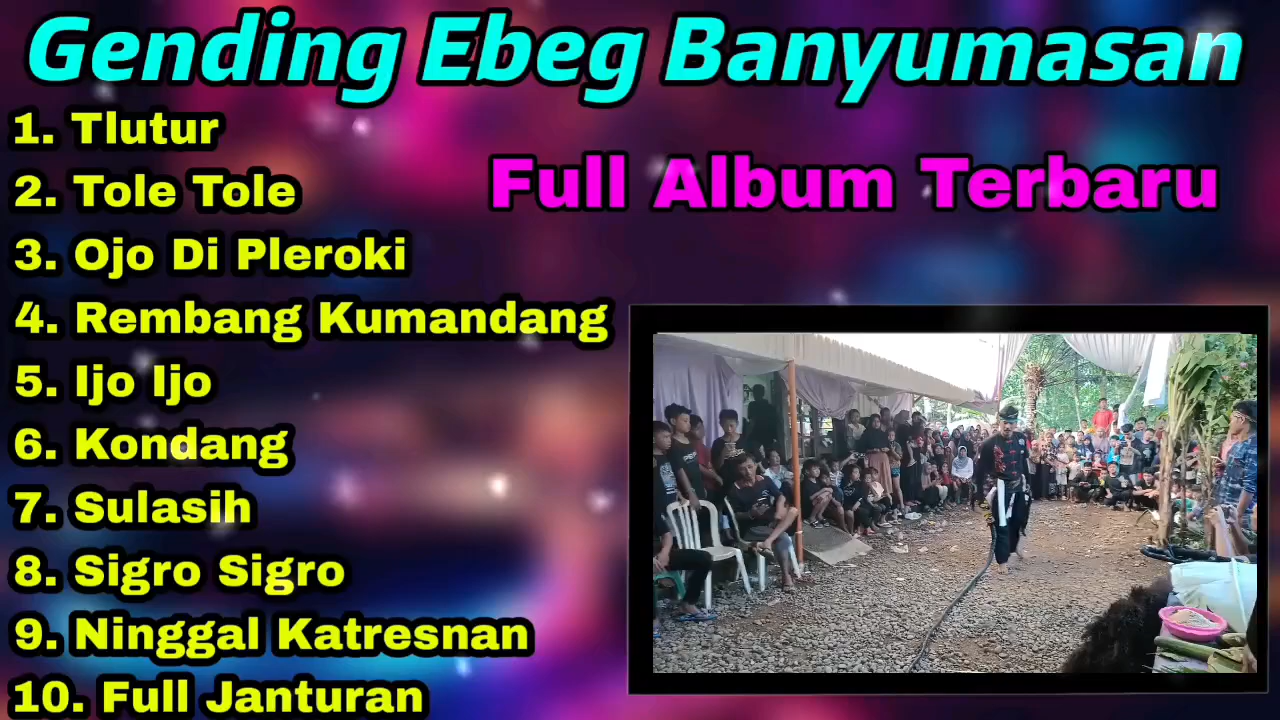 Gending Ebeg Banyumasan
Full Album Terbaru
1. Tlutur
2. Tole Tole
3. Ojo Di Pleroki
4. Rembang Kumandang
5. Ijo Ijo
6. Kondang
7. Sulasih
8. Sigro Sigro
9. Ninggal Katresnan
10. Full Janturan